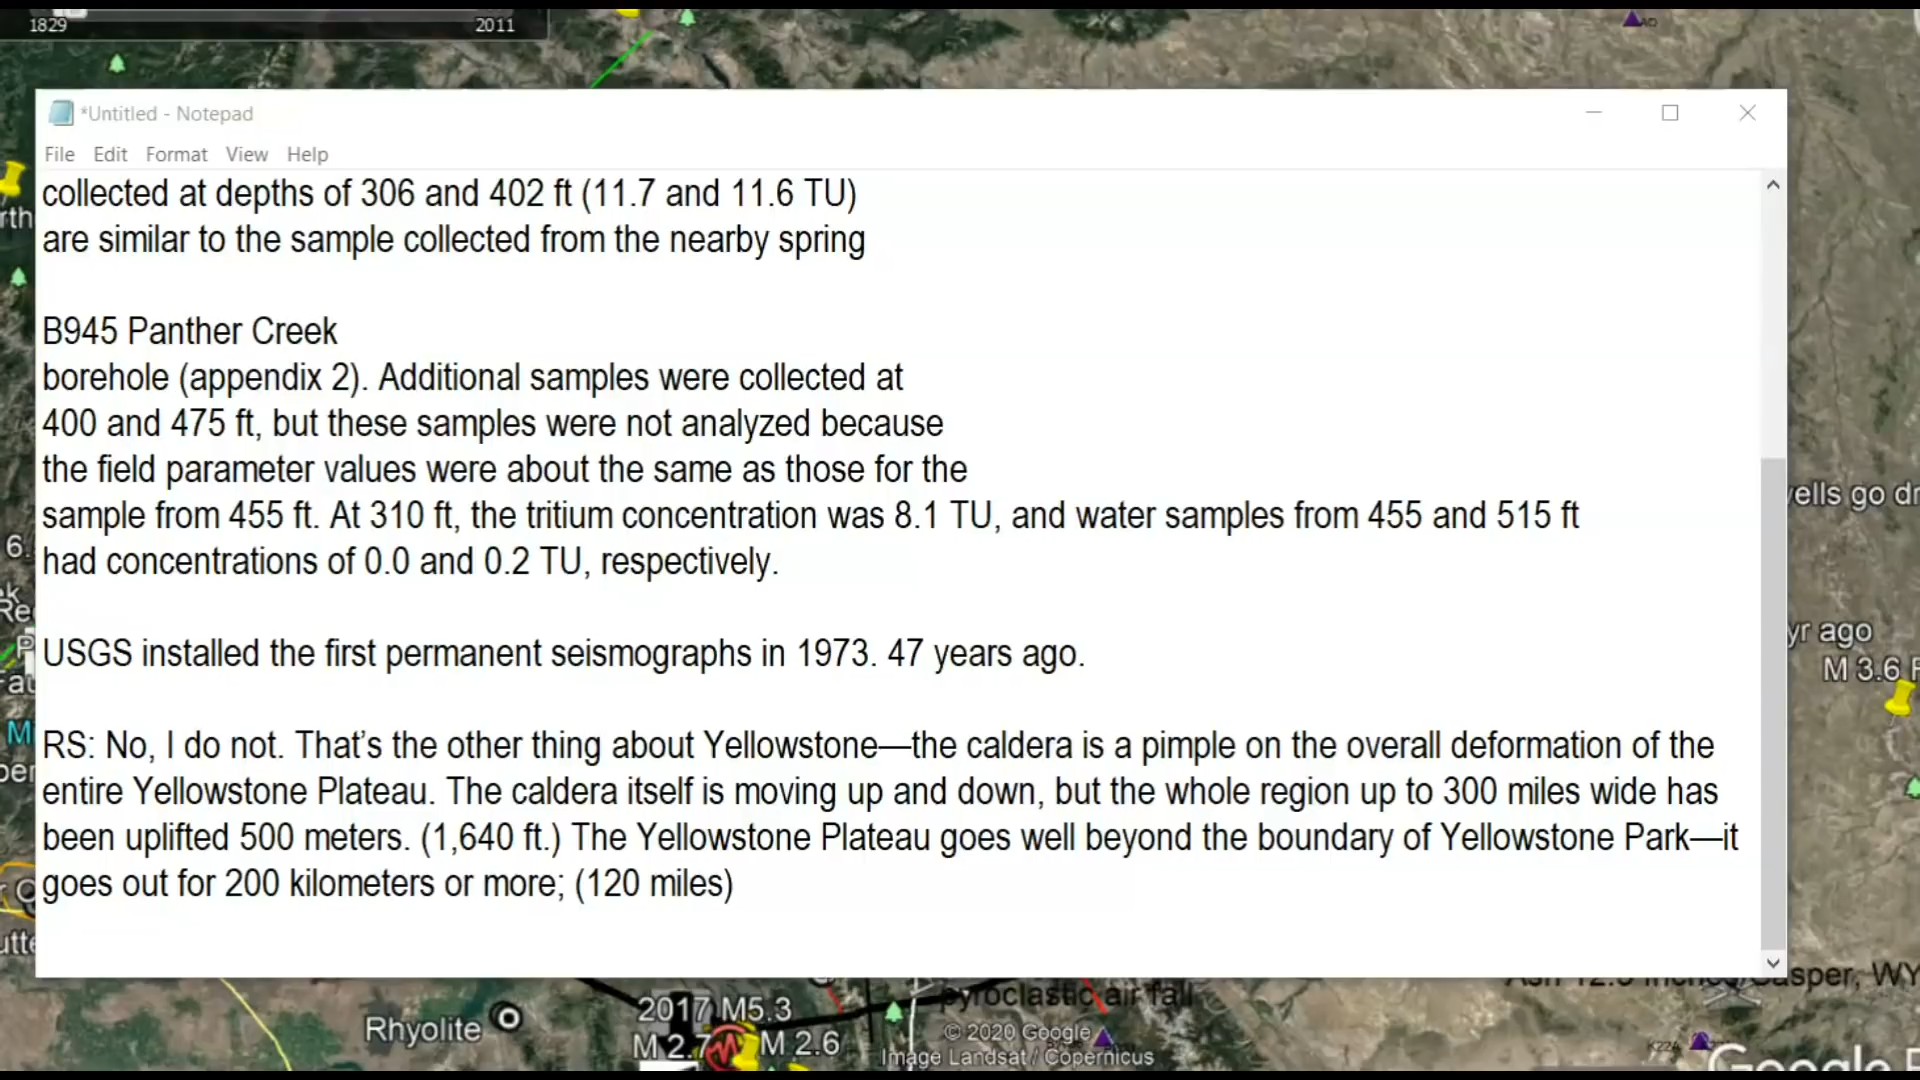 1829
2011
*Untitled - Notepad
File Edit Format View Help
collected at depths of 306 and 402 ft (11.7 and 11.6 TU)
are similar to the sample collected from the nearby spring
B945 Panther Creek
borehole (appendix 2). Additional samples were collected at
400 and 475 ft, but these samples were not analyzed because
the field parameter values were about the same as those for the
sample from 455 ft. At 310 ft, the tritium concentration was 8.1 TU, and water samples from 455 and 515 ft
had concentrations of 0.0 and 0.2 TU, respectively.
USGS installed the first permanent seismographs in 1973. 47 years ago.
RS: No, I do not. That's the other thing about Yellowstone—the caldera is a pimple on the overall deformation of the
entire Yellowstone Plateau. The caldera itself is moving up and down, but the whole region up to 300 miles wide has
been uplifted 500 meters. (1,640 ft.) The Yellowstone Plateau goes well beyond the boundary of Yellowstone Park—it
goes out for 200 kilometers or more; (120 miles)
ells go dr
yr ago
M 3.6
asper, WY
pyroclastic air fall
2017 M5.3
Rhyolite
M 2.7
M 2.6
© 2020 Google
Image Landsat / Copernicus
Google